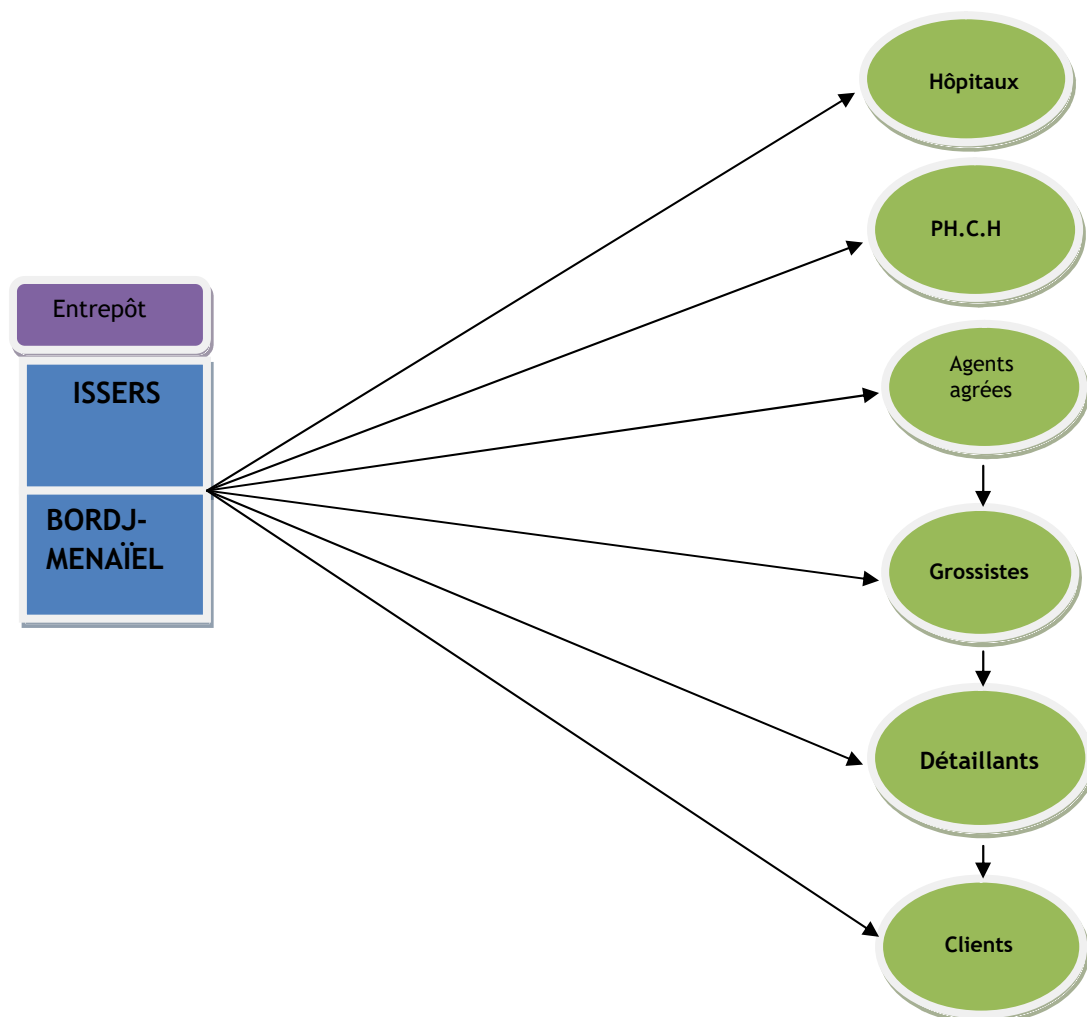 Entrepôt
ISSERS
BORDJ-
MENAÏEL
Hôpitaux
PH.C.H
Agents
agrées
Grossistes
Détaillants
Clients